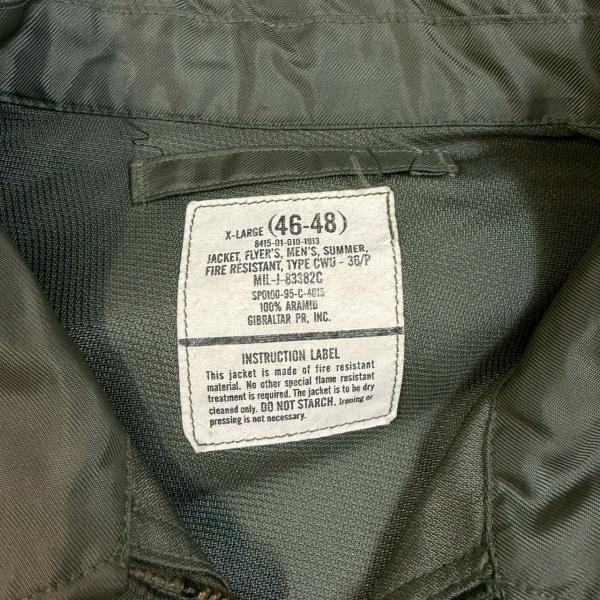 X-LARGE (46-48)
8415-01-010-1913
JACKET, FLYER'S, MEN'S, SUMMER,
FIRE RESISTANT, TYPE CWU - 36/P
MIL-J-83382C
SPO100-95-C-4015
100% ARAMID
GIBRALTAR PR, INC.
INSTRUCTION LABEL
This jacket is made of fire resistant
material. No other special flame resistant
treatment is required. The jacket is to be dry
cleaned only. DO NOT STARCH. Ironing or
pressing is not necessary.